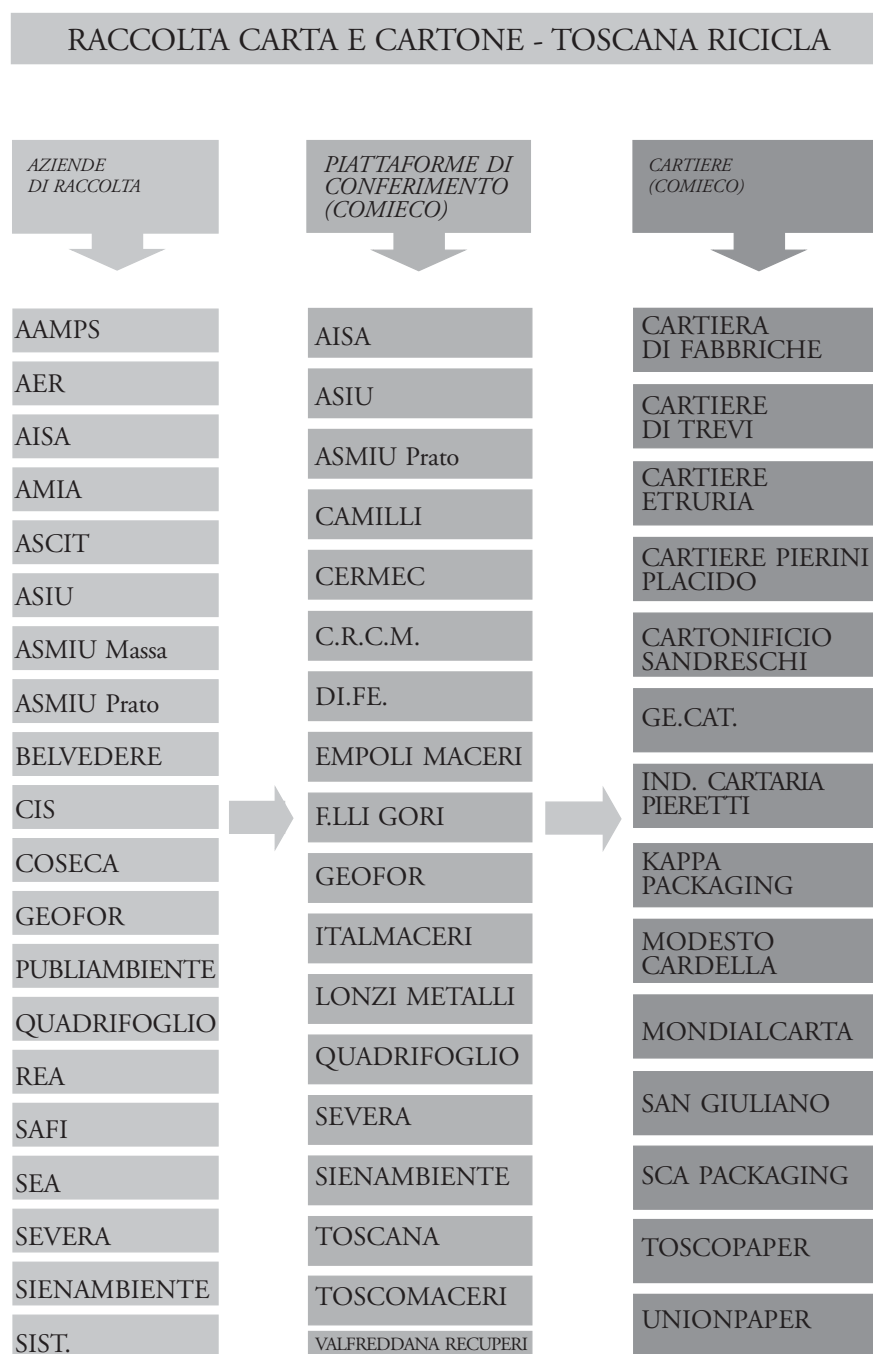 RACCOLTA CARTA E CARTONE - TOSCANA RICICLA
AZIENDE
DI RACCOLTA
AAMPS
AER
AISA
AMIA
ASCIT
ASIU
ASMIU Massa
ASMIU Prato
BELVEDERE
CIS
COSECA
GEOFOR
PUBLIAMBIENTE
QUADRIFOGLIO
REA
SAFI
SEA
SEVERA
SIENAMBIENTE
SIST.
PIATTAFORME DI
CONFERIMENTO
(COMIECO)
AISA
ASIU
ASMIU Prato
CAMILLI
CERMEC
C.R.C.M.
DI.FE.
EMPOLI MACERI
F.LLI GORI
GEOFOR
ITALMACERI
LONZI METALLI
QUADRIFOGLIO
SEVERA
SIENAMBIENTE
TOSCANA
TOSCOMACERI
VALFREDDANA RECUPERI
CARTIERE
(COMIECO)
CARTIERA
DI FABBRICHE
CARTIERE
DI TREVI
CARTIERE
ETRURIA
CARTIERE PIERINI
PLACIDO
CARTONIFICIO
SANDRESCHI
GE.CAT.
IND. CARTARIA
PIERETTI
KAPPA
PACKAGING
MODESTO
CARDELLA
MONDIALCARTA
SAN GIULIANO
SCA PACKAGING
TOSCOPAPER
UNIONPAPER